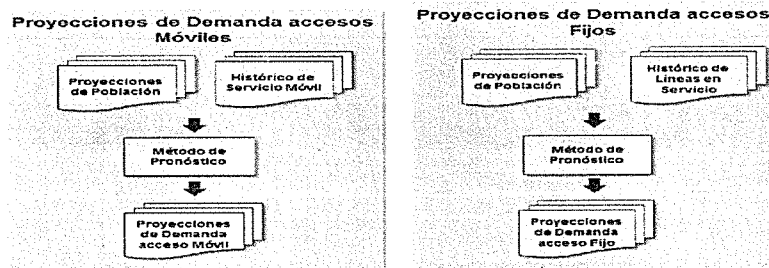 Proyecciones de Demanda accesos
Móviles
Proyecciones
de Población
Histórico de
Servicio Móvil
Método de
Pronóstico
Proyecciones
de Demanda
acceso Móvil
Proyecciones de Demanda accesos
Fijos
Proyecciones
de Población
Histórico de
Líneas en
Servicio
Método de
Pronóstico
Proyecciones
de Demanda
acceso Fijo